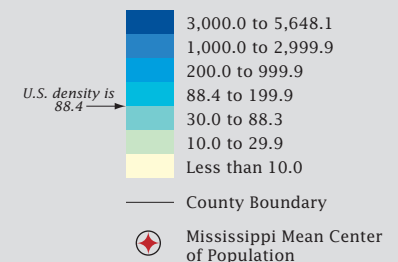 3,000.0 to 5,648.1
1,000.0 to 2,999.9
200.0 to 999.9
U.S. density is
88.4
88.4 to 199.9
30.0 to 88.3
10.0 to 29.9
Less than 10.0
County Boundary
Mississippi Mean Center
of Population